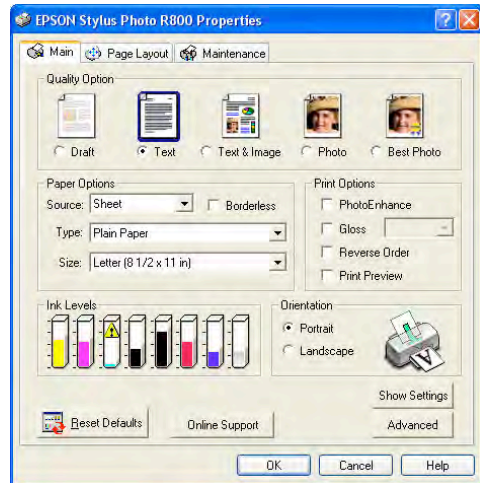 EPSON Stylus Photo R800 Properties
Main Page Layout Maintenance
Quality Option
Draft Text Text & Image Photo Best Photo
Paper Options
Source: Sheet Borderless
Type: Plain Paper
Size: Letter (8 1/2 x 11 in)
Print Options
PhotoEnhance
Gloss
Reverse Order
Print Preview
Ink Levels
Orientation
Portrait
Landscape
A
Show Settings
Reset Defaults Online Support Advanced
OK Cancel Help